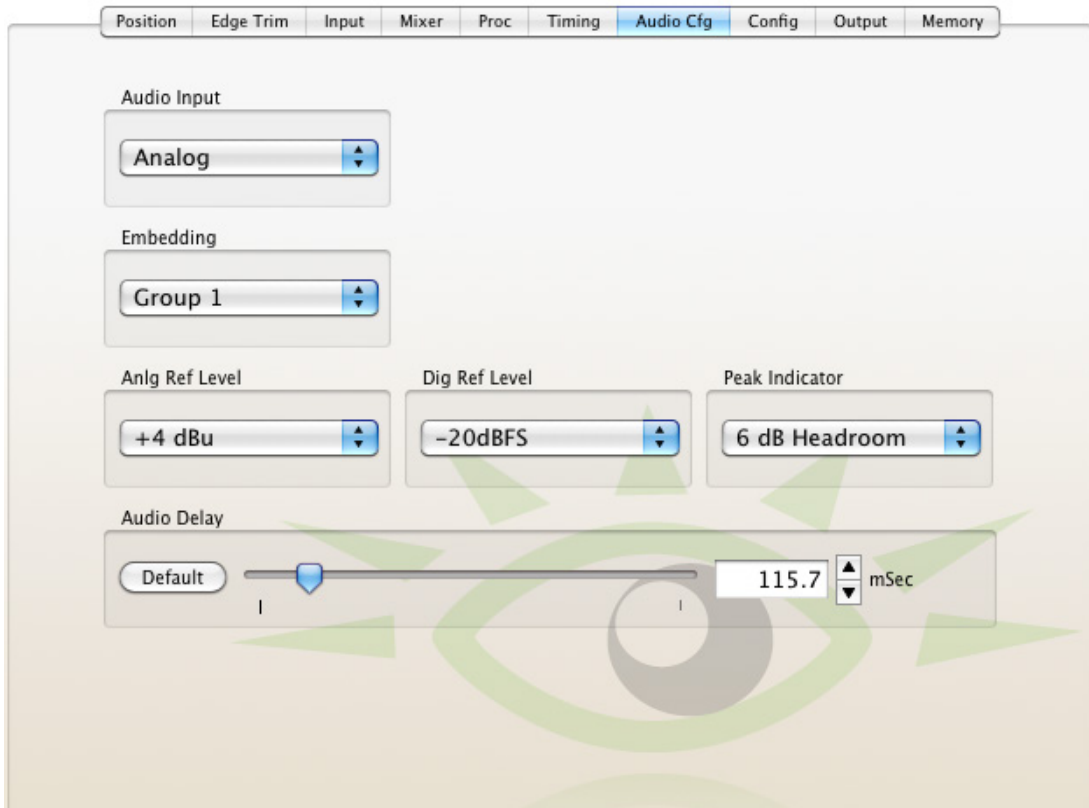 Position Edge Trim Input Mixer Proc Timing Audio Cfg Config Output Memory
Audio Input
Analog
Embedding
Group 1
Anlg Ref Level Dig Ref Level Peak Indicator
+4 dBu -20dBFS 6 dB Headroom
Audio Delay
Default 115.7 mSec